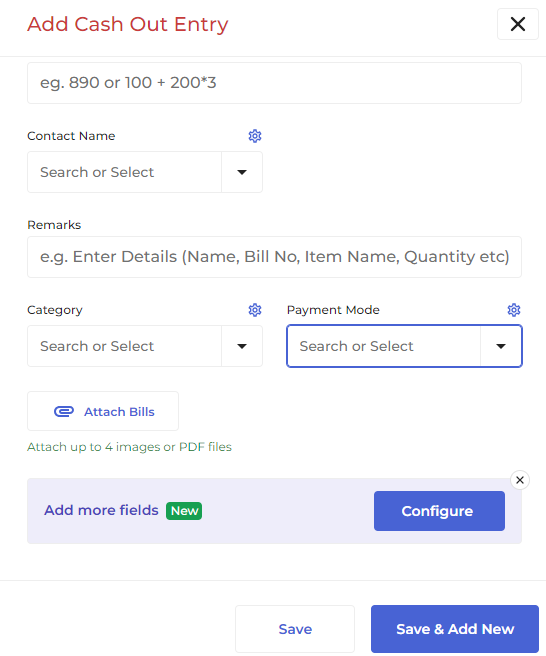 Add Cash Out Entry
eg. 890 or 100 + 200*3
Contact Name
Search or Select
Remarks
e.g. Enter Details (Name, Bill No, Item Name, Quantity etc)
Category
Payment Mode
Search or Select
Search or Select
Attach Bills
Attach up to 4 images or PDF files
Add more fields New
Configure
Save
Save & Add New